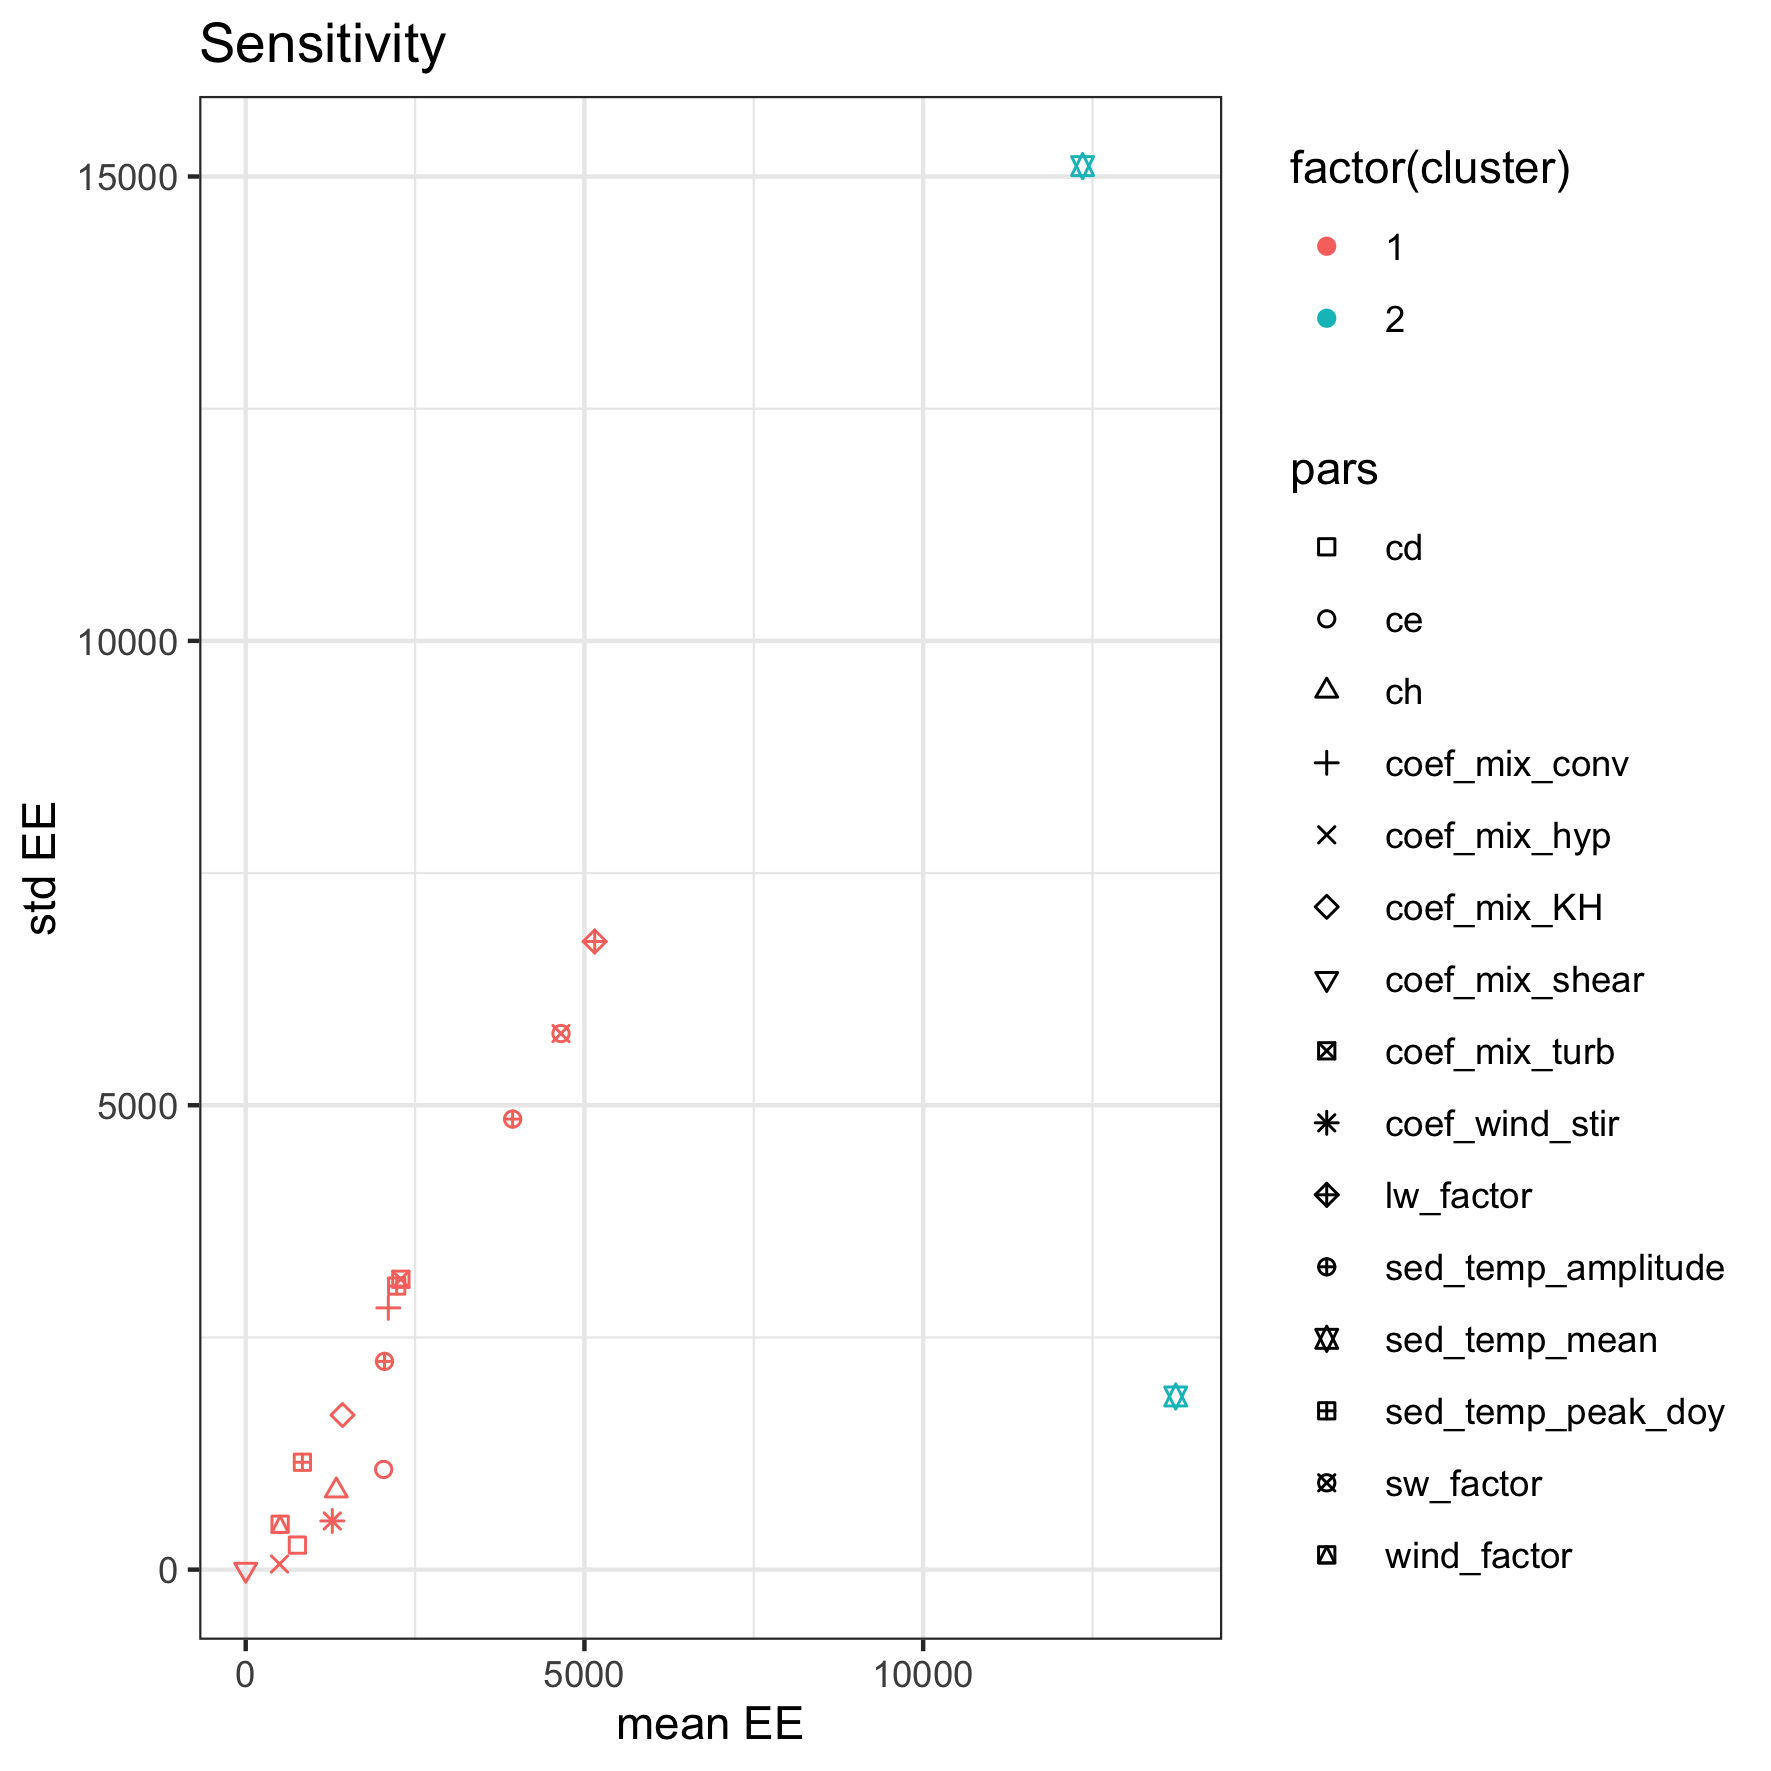 Sensitivity
15000
10000
5000
0
std EE
0
5000
10000
mean EE
factor(cluster)
1
2
pars
cd
ce
ch
coef_mix_conv
coef_mix_hyp
coef_mix_KH
coef_mix_shear
coef_mix_turb
coef_wind_stir
lw_factor
sed_temp_amplitude
sed_temp_mean
sed_temp_peak_doy
sw_factor
wind_factor